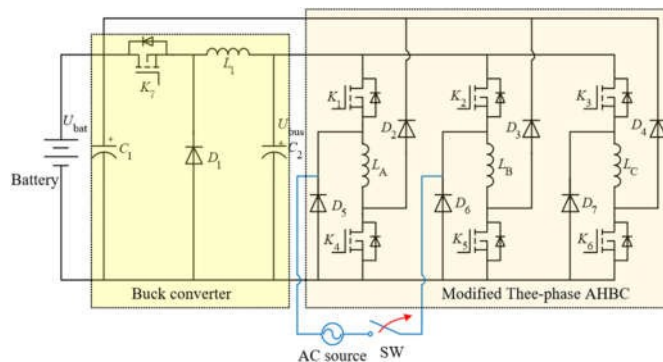 K7
L1
Ubat
Battery
C1
D1
Ubus
C2
K1
K2
K3
D2
D3
D4
LA
LB
LC
D5
D6
D7
K4
K5
K6
Buck converter
Modified Thee-phase AHBC
AC source
SW